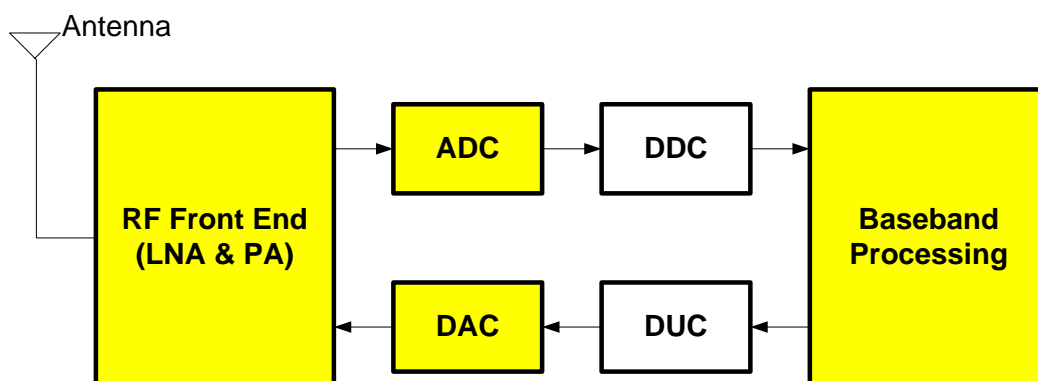 Antenna
RF Front End
(LNA & PA)
ADC
DDC
Baseband
Processing
DAC
DUC